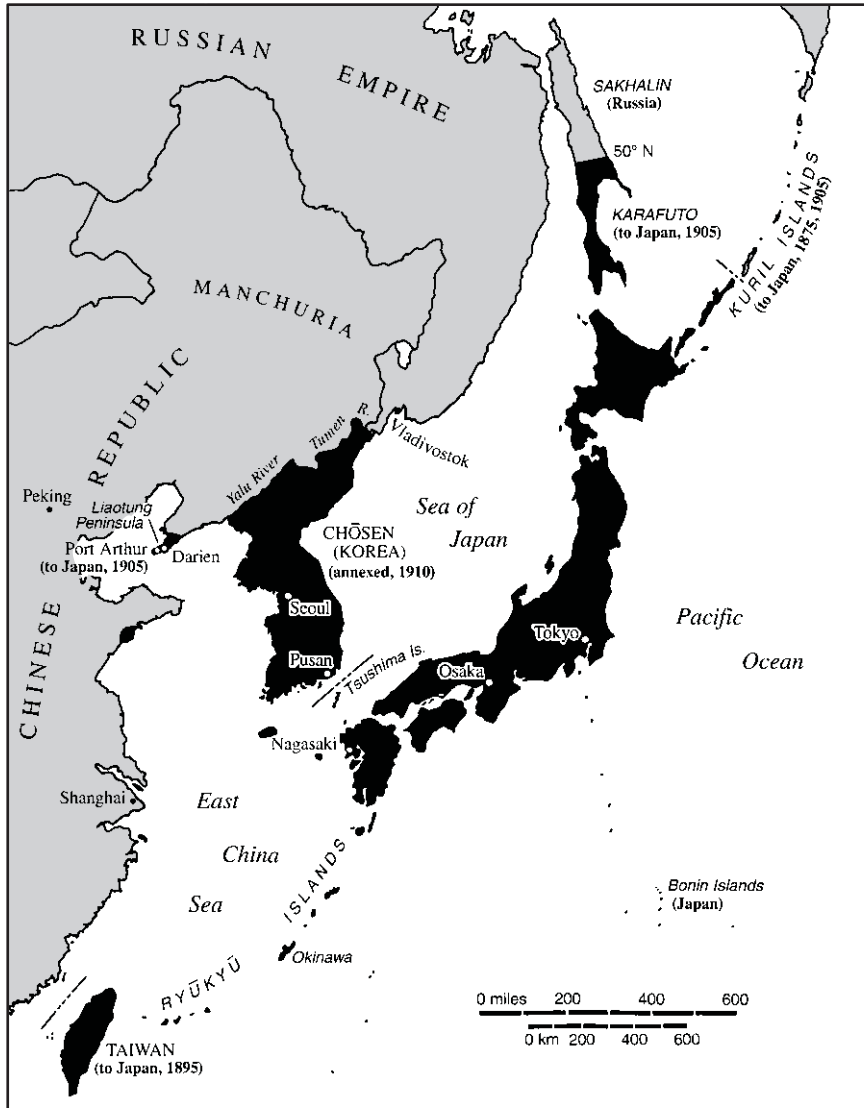 RUSSIAN
EMPIRE
SAKHALIN
(Russia)
50° N
KARAFUTO
(to Japan, 1905)
KURIL ISLANDS
(to Japan, 1875, 1905)
MANCHURIA
CHINESE REPUBLIC
Vladivostok
Tumen R.
Yalu River
Peking
Liaotung
Peninsula
Port Arthur
(to Japan, 1905)
Darien
Sea of
Japan
CHŌSEN
(KOREA)
(annexed, 1910)
Seoul
Pusan
Tsushima Is.
Tokyo
Osaka
Pacific
Ocean
Nagasaki
Shanghai
East
China
Sea
RYŪKYŪ ISLANDS
Okinawa
Bonin Islands
(Japan)
TAIWAN
(to Japan, 1895)
0 miles 200 400 600
0 km 200 400 600